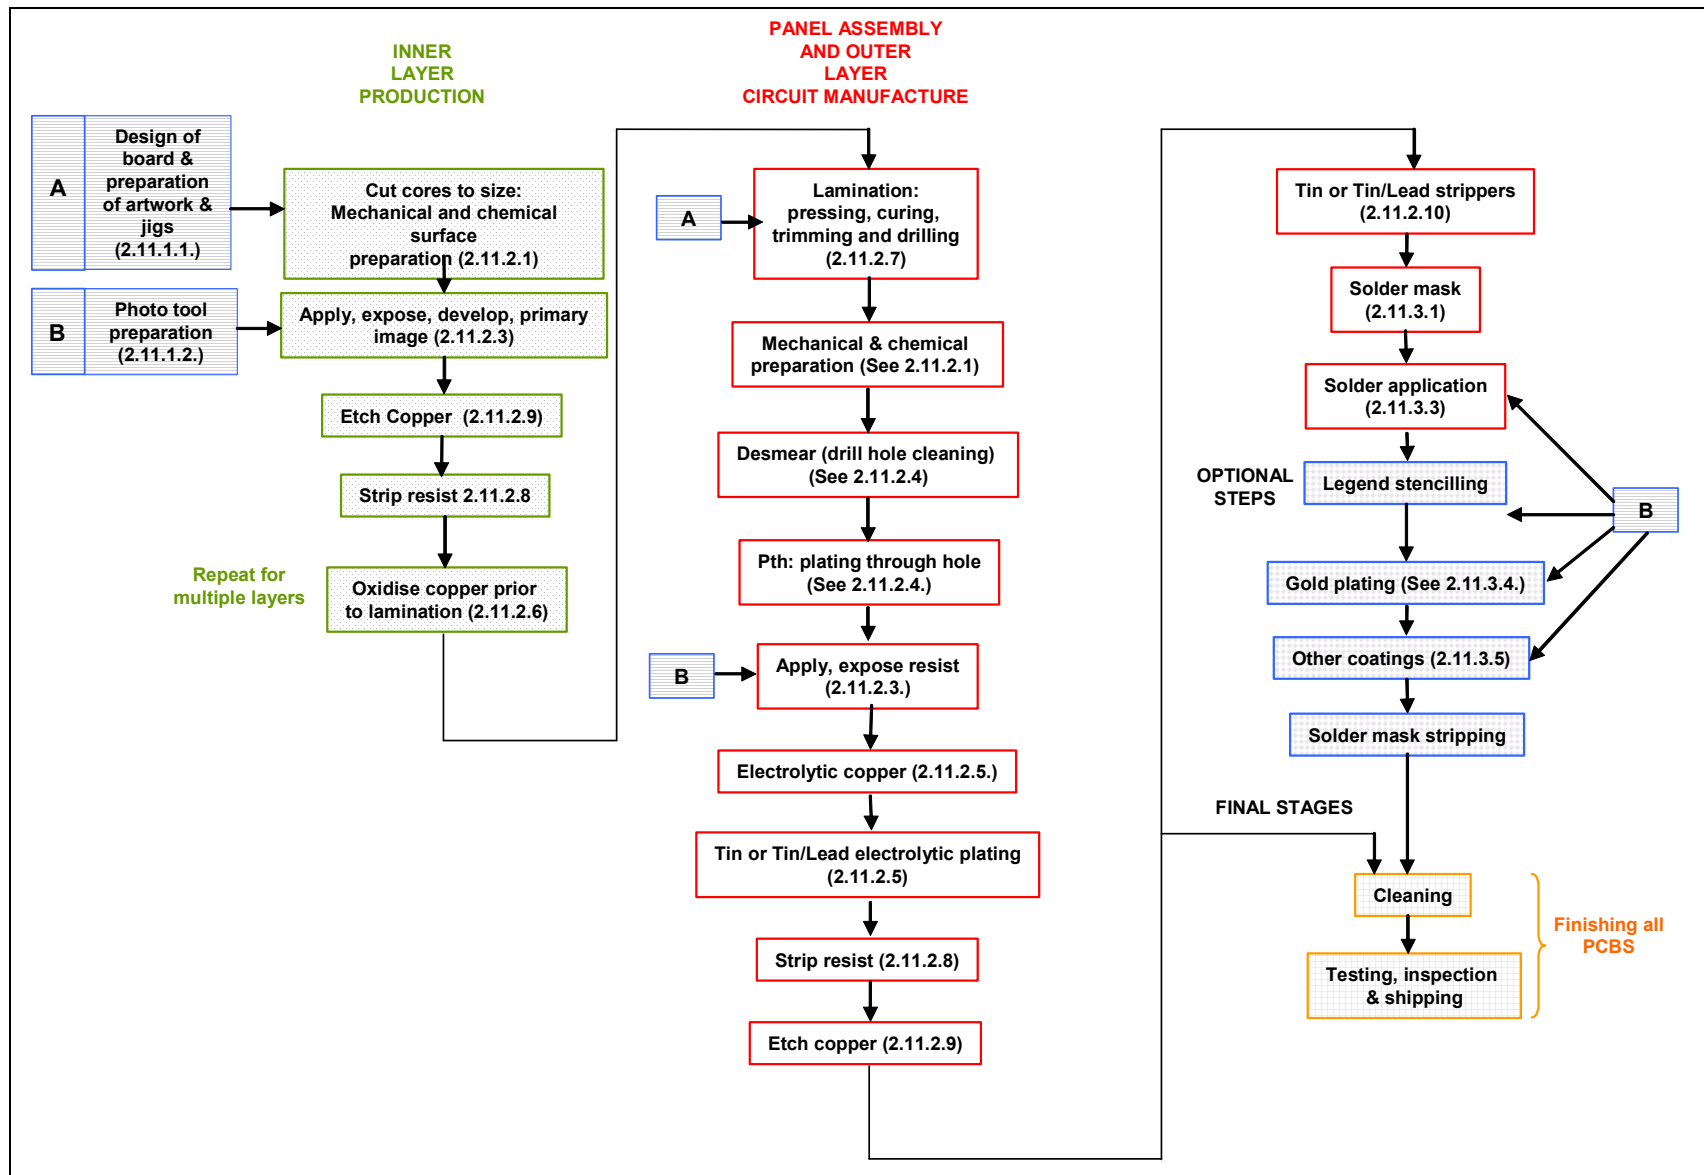 INNER
LAYER
PRODUCTION
A
Design of
board &
preparation
of artwork &
jigs
(2.11.1.1.)
B
Photo tool
preparation
(2.11.1.2.)
Cut cores to size:
Mechanical and chemical
surface
preparation (2.11.2.1)
Apply, expose, develop, primary
image (2.11.2.3)
Etch Copper (2.11.2.9)
Strip resist 2.11.2.8
Repeat for
multiple layers
Oxidise copper prior
to lamination (2.11.2.6)
PANEL ASSEMBLY
AND OUTER
LAYER
CIRCUIT MANUFACTURE
A
Lamination:
pressing, curing,
trimming and drilling
(2.11.2.7)
Mechanical & chemical
preparation (See 2.11.2.1)
Desmear (drill hole cleaning)
(See 2.11.2.4)
Pth: plating through hole
(See 2.11.2.4.)
B
Apply, expose resist
(2.11.2.3.)
Electrolytic copper (2.11.2.5.)
Tin or Tin/Lead electrolytic plating
(2.11.2.5)
Strip resist (2.11.2.8)
Etch copper (2.11.2.9)
Tin or Tin/Lead strippers
(2.11.2.10)
Solder mask
(2.11.3.1)
Solder application
(2.11.3.3)
OPTIONAL
STEPS
Legend stencilling
B
Gold plating (See 2.11.3.4.)
Other coatings (2.11.3.5)
Solder mask stripping
FINAL STAGES
Cleaning
Testing, inspection
& shipping
Finishing all
PCBS